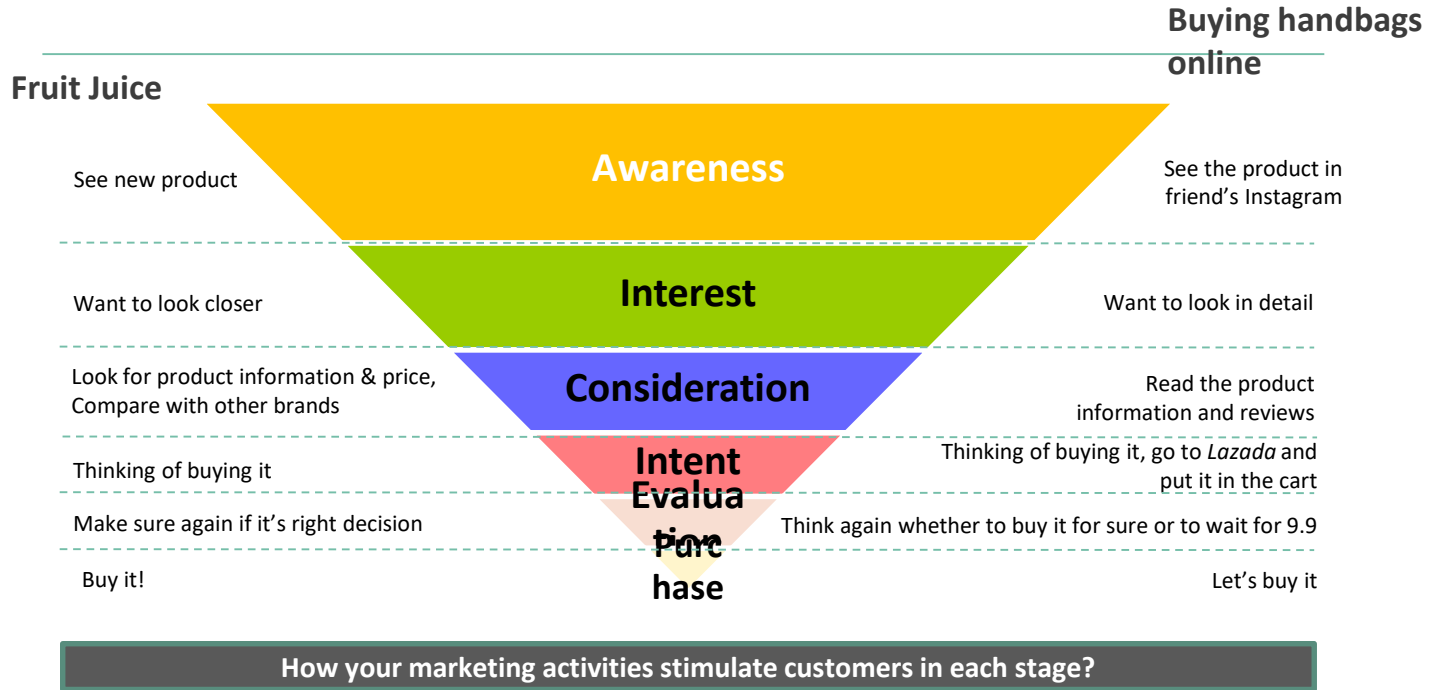 Buying handbags
online
Fruit Juice
Awareness
See new product
See the product in
friend's Instagram
Interest
Want to look closer
Want to look in detail
Consideration
Look for product information & price,
Compare with other brands
Read the product
information and reviews
Intent
Thinking of buying it
Thinking of buying it, go to Lazada and
put it in the cart
Evalua
tion
Make sure again if it's right decision
Think again whether to buy it for sure or to wait for 9.9
Purc
hase
Buy it!
Let's buy it
How your marketing activities stimulate customers in each stage?